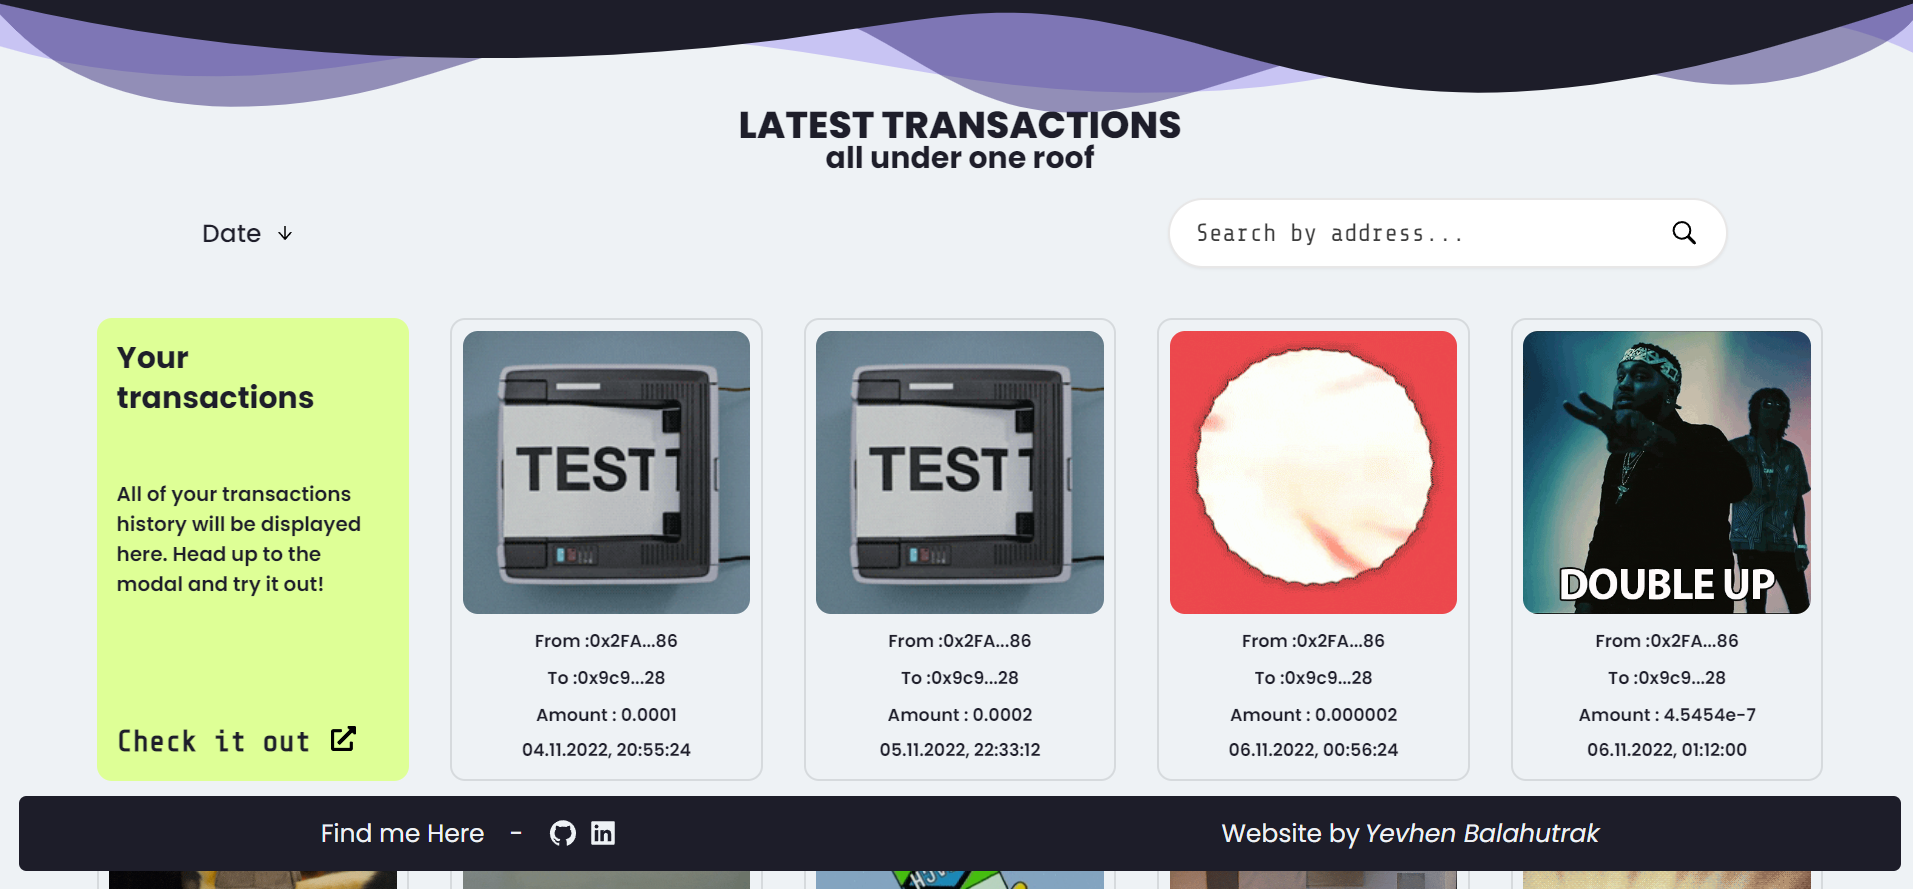 LATEST TRANSACTIONS
all under one roof
Date
Search by address...
Your
transactions
All of your transactions
history will be displayed
here. Head up to the
modal and try it out!
Check it out
TEST
From :0x2FA...86
To :0x9c9...28
Amount : 0.0001
04.11.2022, 20:55:24
TEST
From :0x2FA...86
To :0x9c9...28
Amount : 0.0002
05.11.2022, 22:33:12
From :0x2FA...86
To :0x9c9...28
Amount : 0.000002
06.11.2022, 00:56:24
DOUBLE UP
From :0x2FA...86
To :0x9c9...28
Amount : 4.5454e-7
06.11.2022, 01:12:00
Find me Here -
Website by Yevhen Balahutrak